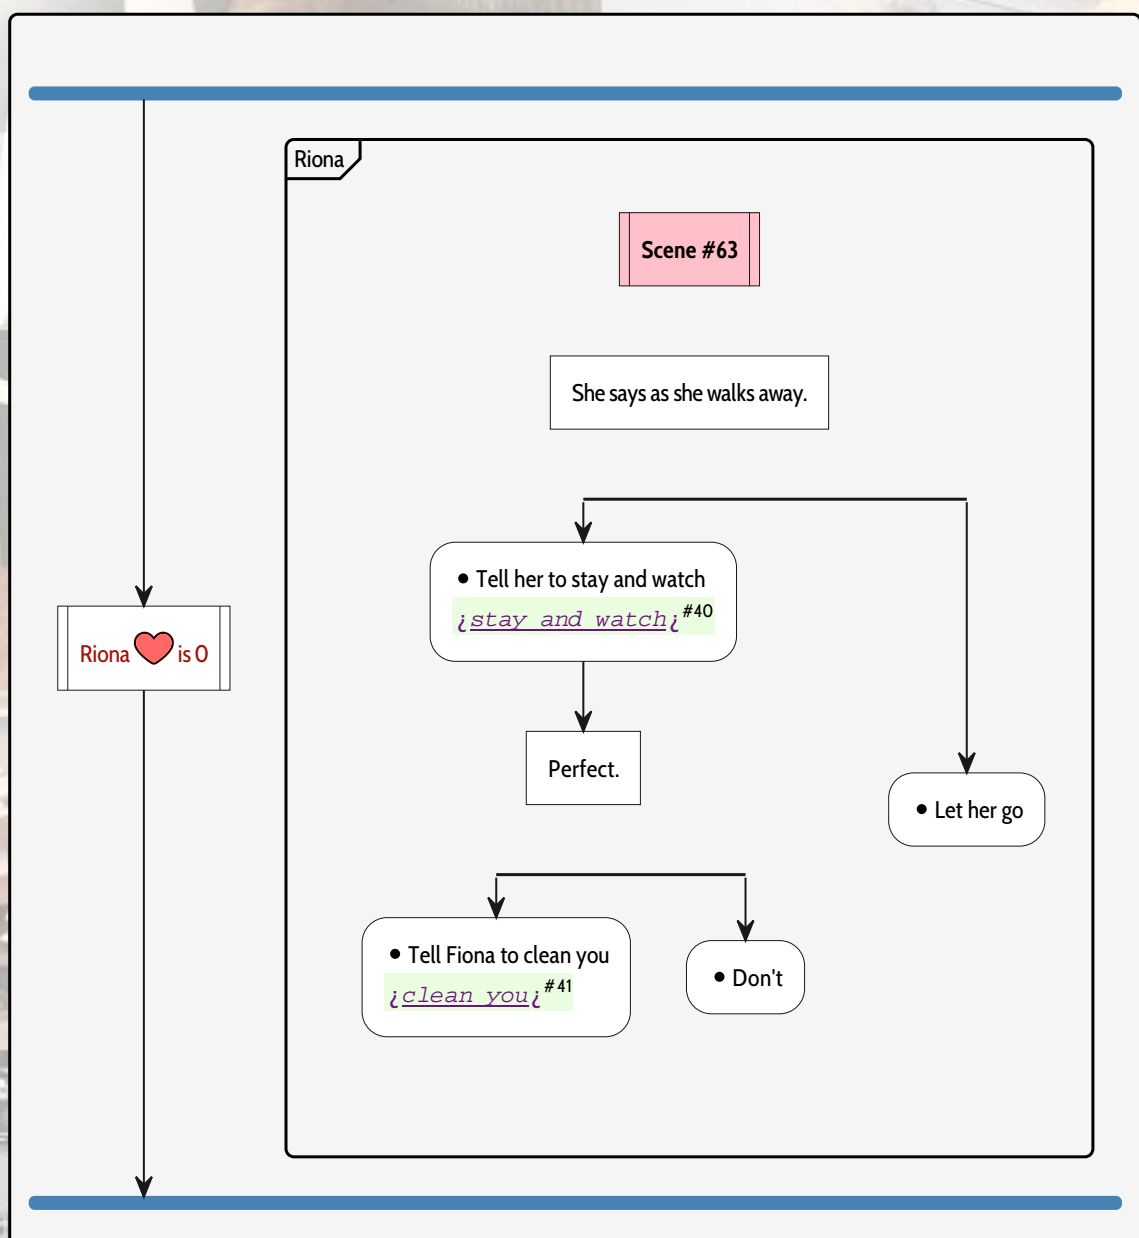 Riona
Scene #63
She says as she walks away.
• Tell her to stay and watch
¿stay and watch¿#40
Riona ❤ is 0
Perfect.
• Let her go
• Tell Fiona to clean you
¿clean you¿#41
• Don't